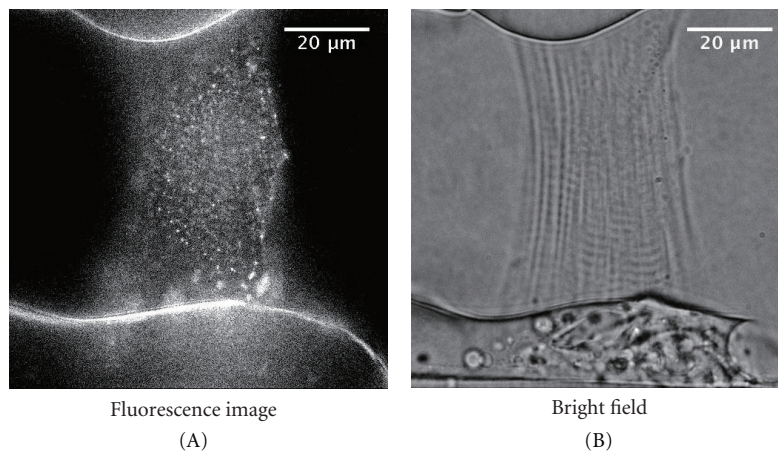 20 μm
20 μm
Fluorescence image
Bright field
(A)
(B)